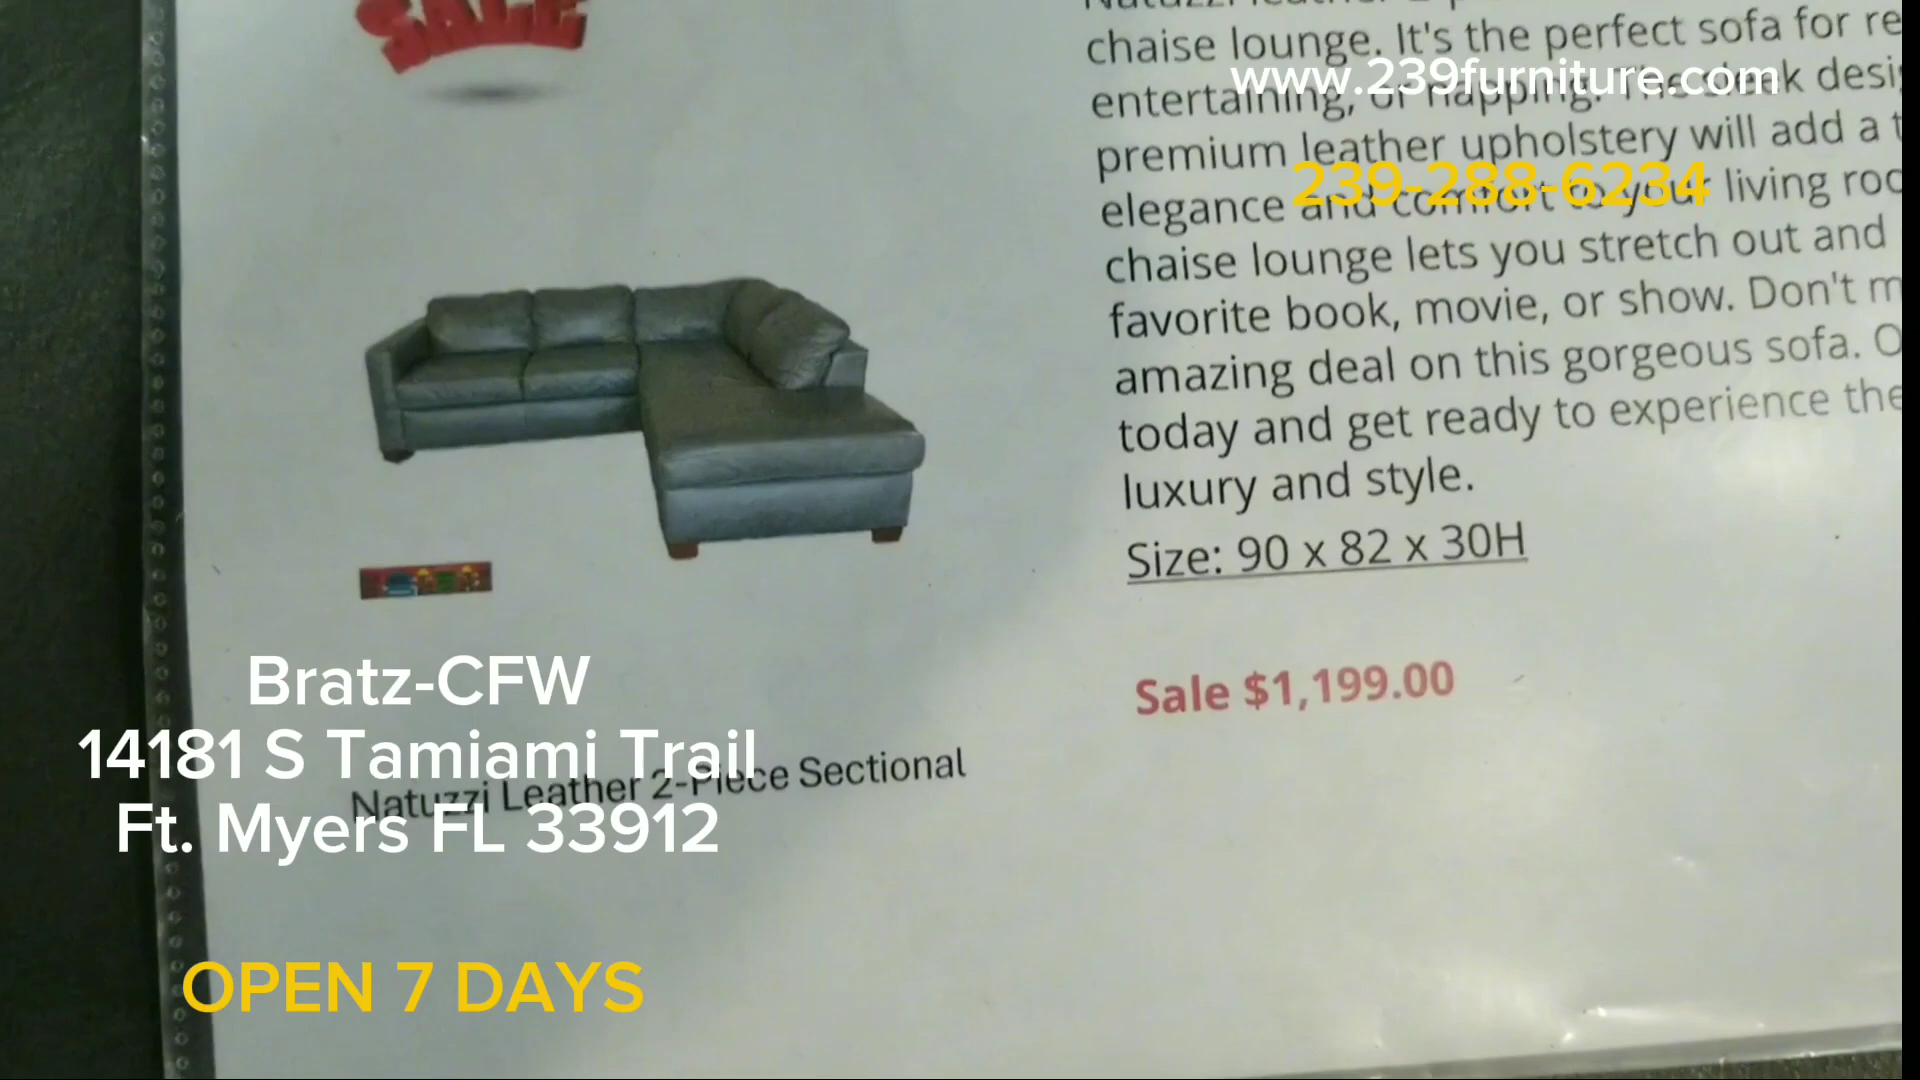 SALE
chaise lounge. It's the perfect sofa for re
entertaining, or napping. The sleek desi
premium leather upholstery will add a t
elegance and comfort to your living roo
chaise lounge lets you stretch out and
favorite book, movie, or show. Don't m
amazing deal on this gorgeous sofa. O
today and get ready to experience the
luxury and style.
Size: 90 x 82 x 30H
Sale $1,199.00
Natuzzi Leather 2-Piece Sectional
www.239furniture.com
239-288-6234
Bratz-CFW
14181 S Tamiami Trail
Ft. Myers FL 33912
OPEN 7 DAYS